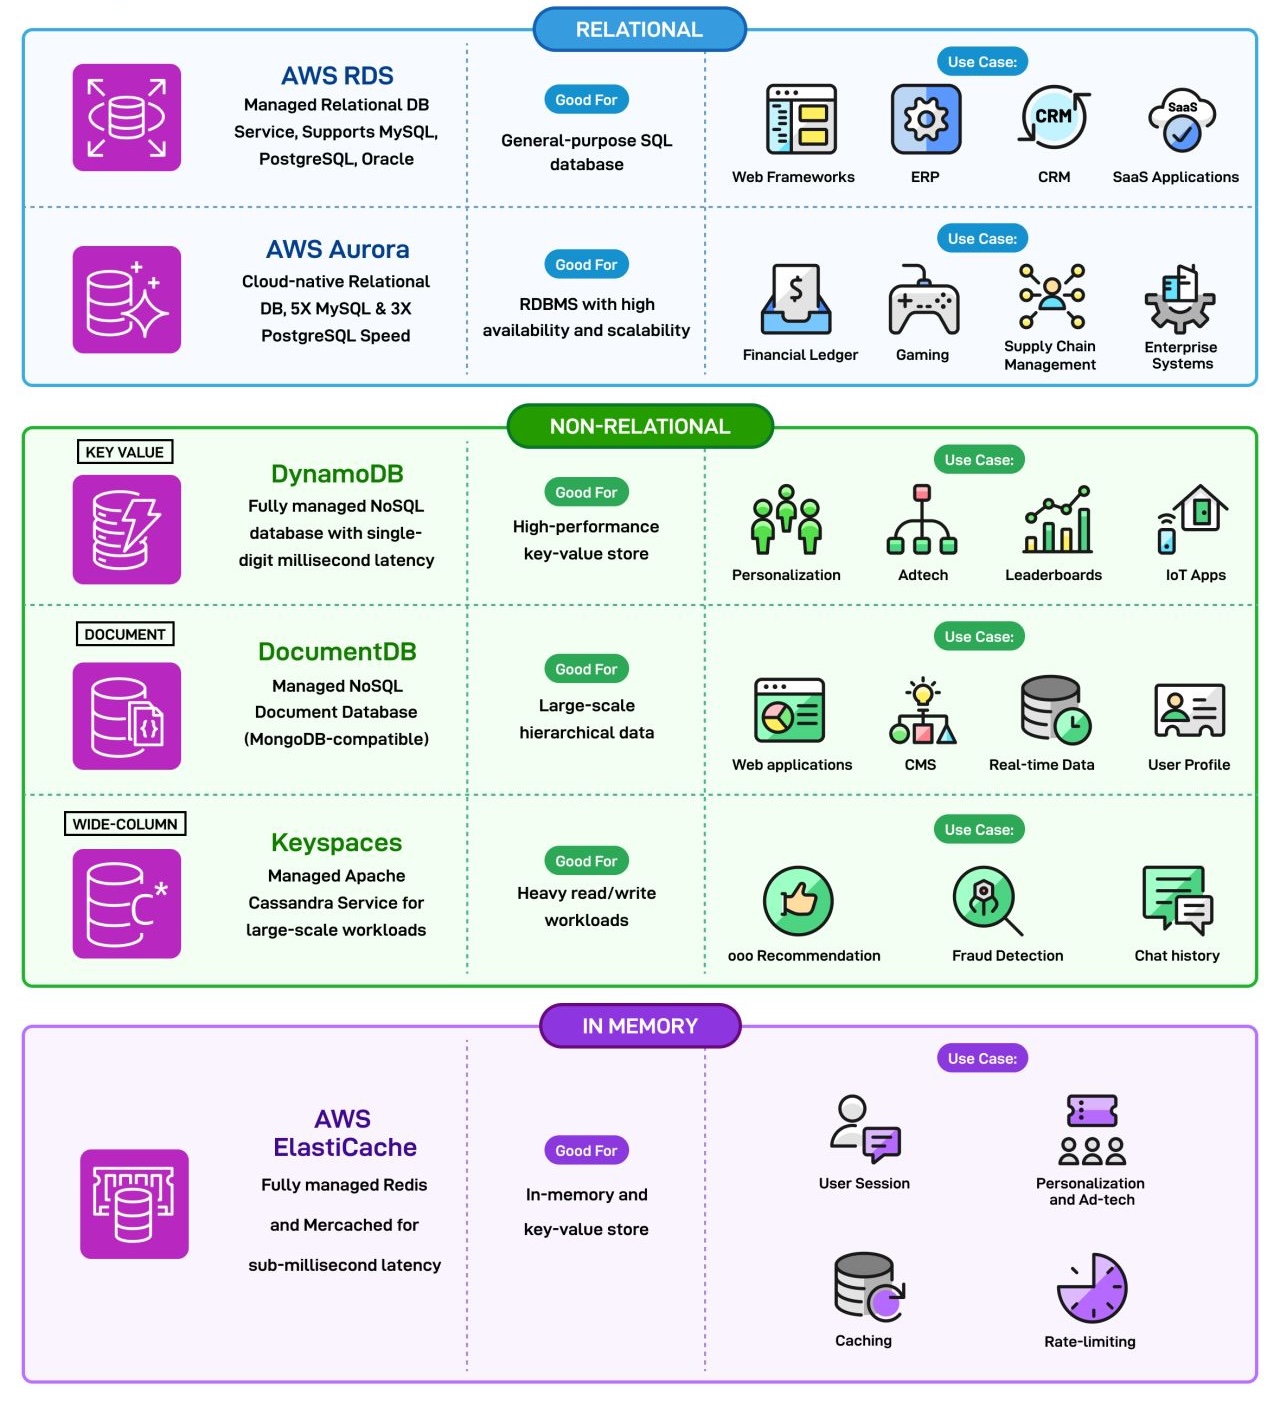 RELATIONAL
AWS RDS
Managed Relational DB
Service, Supports MySQL,
PostgreSQL, Oracle
Good For
General-purpose SQL
database
Use Case:
Web Frameworks
ERP
CRM
CRM
SaaS
SaaS Applications
AWS Aurora
Cloud-native Relational
DB, 5X MySQL & 3X
PostgreSQL Speed
Good For
RDBMS with high
availability and scalability
Use Case:
$
Financial Ledger
Gaming
Supply Chain
Management
Enterprise
Systems
NON-RELATIONAL
KEY VALUE
DynamoDB
Fully managed NoSQL
database with single-
digit millisecond latency
Good For
High-performance
key-value store
Use Case:
Personalization
Adtech
Leaderboards
IoT Apps
DOCUMENT
{}
DocumentDB
Managed NoSQL
Document Database
(MongoDB-compatible)
Good For
Large-scale
hierarchical data
Use Case:
Web applications
CMS
Real-time Data
User Profile
WIDE-COLUMN
C*
Keyspaces
Managed Apache
Cassandra Service for
large-scale workloads
Good For
Heavy read/write
workloads
Use Case:
ooo Recommendation
Fraud Detection
Chat history
IN MEMORY
AWS
ElastiCache
Fully managed Redis
and Mercached for
sub-millisecond latency
Good For
In-memory and
key-value store
Use Case:
User Session
Personalization
and Ad-tech
Caching
Rate-limiting